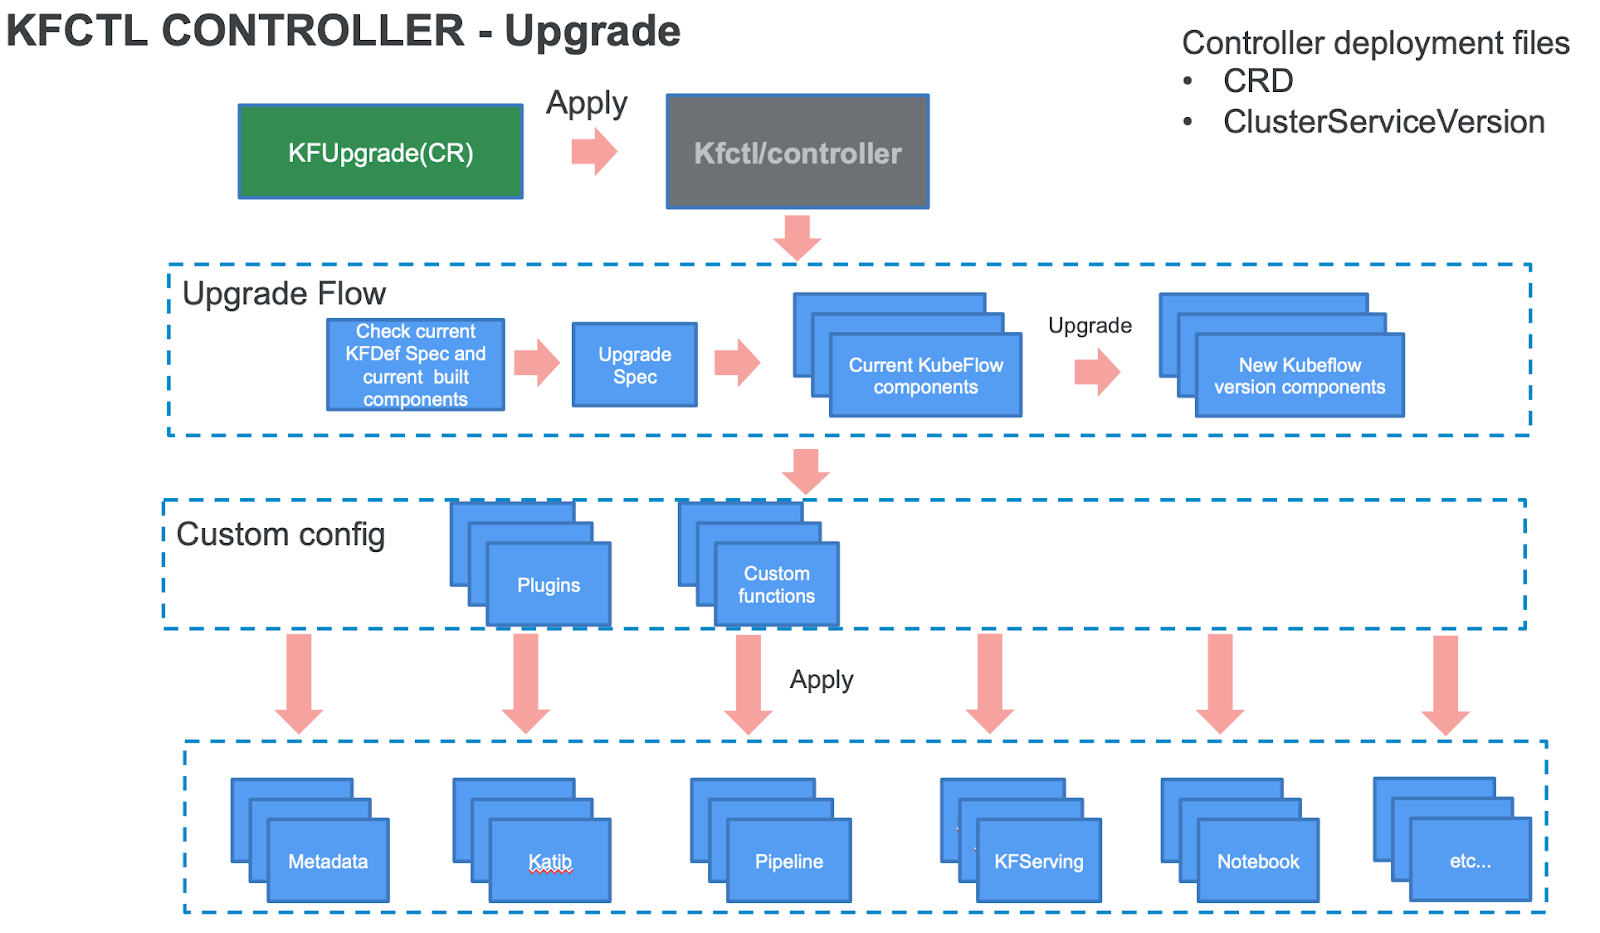 KFCTL CONTROLLER - Upgrade
Controller deployment files
• CRD
• ClusterServiceVersion
KFUpgrade(CR)
Apply
Kfctl/controller
Upgrade Flow
Check current
KFDef Spec and
current built
components
Upgrade
Spec
Current KubeFlow
components
Upgrade
New Kubeflow
version components
Custom config
Plugins
Custom
functions
Apply
Metadata
Katib
Pipeline
KFServing
Notebook
etc...